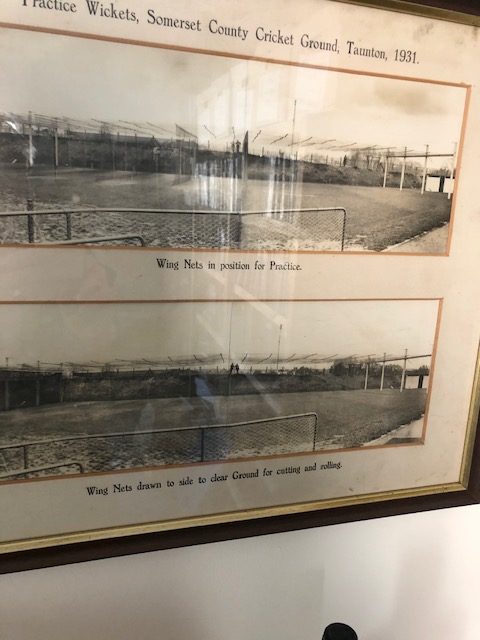 Practice Wickets, Somerset County Cricket Ground, Taunton, 1931.
Wing Nets in position for Practice.
Wing Nets drawn to side to clear Ground for cutting and rolling.